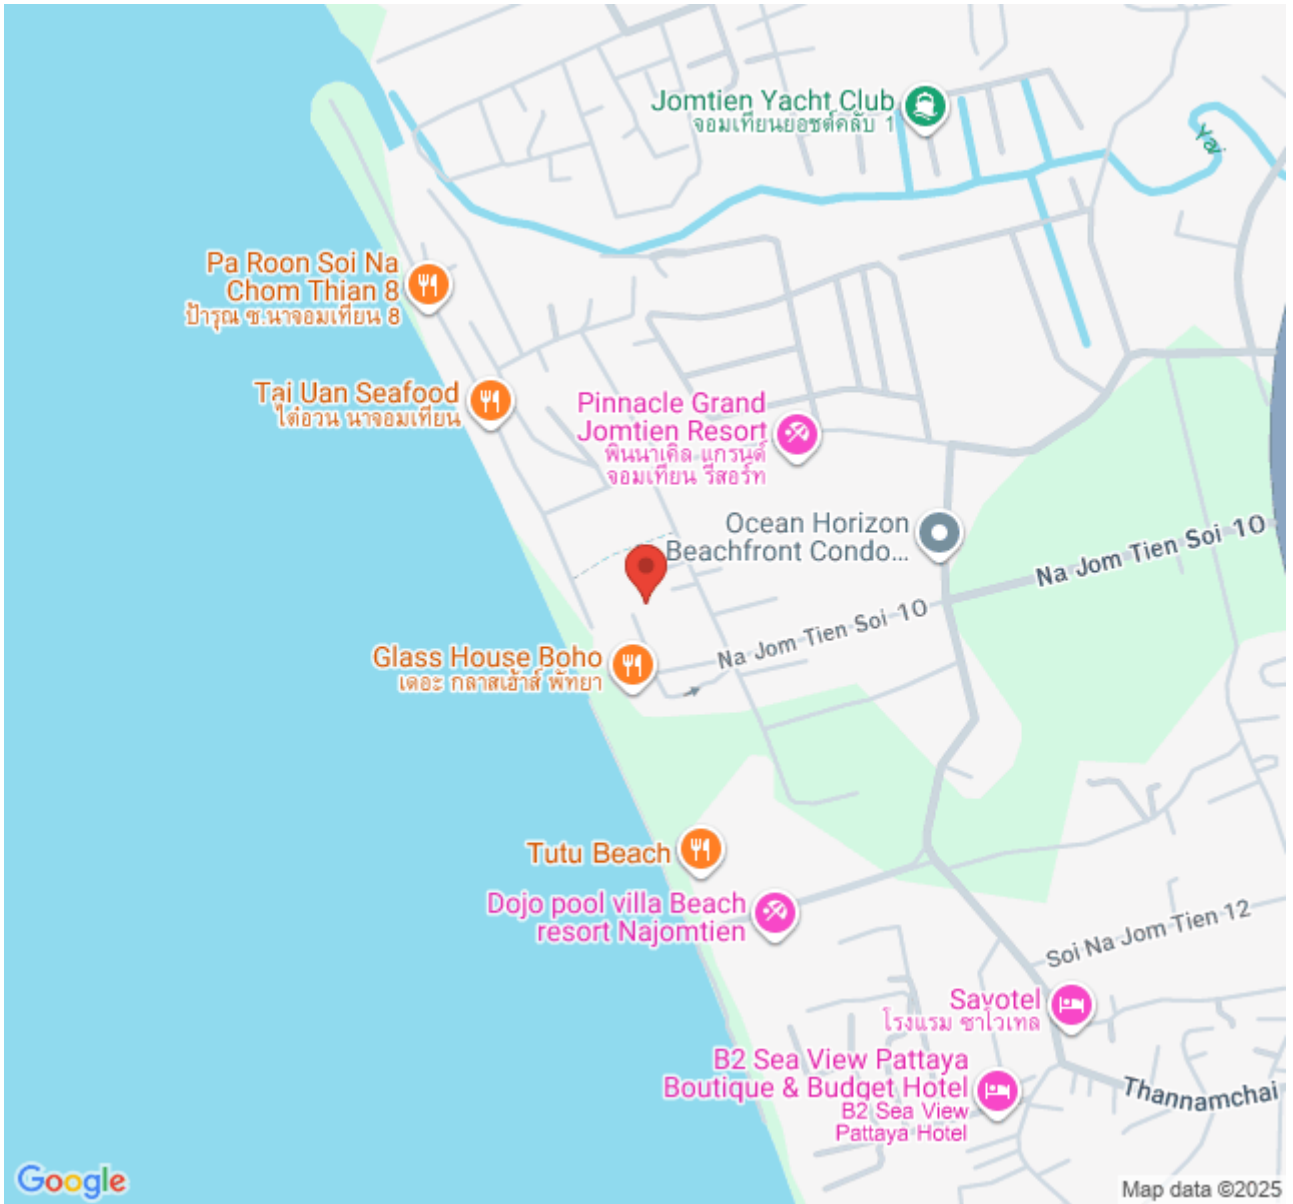 Jomtien Yacht Club
จอมเทียนยอชต์คลับ 1
Yai
Pa Roon Soi Na
Chom Thian 8
ป้ารุณ ซ.นาจอมเทียน 8
Tai Uan Seafood
ไต๋อวน นาจอมเทียน
Pinnacle Grand
Jomtien Resort
พินนาเคิล แกรนด์
จอมเทียน รีสอร์ท
Ocean Horizon
Beachfront Condo...
Na Jom Tien Soi 10
Na Jom Tien Soi 10
Glass House Boho
เดอะ กลาสเฮ้าส์ พัทยา
Tutu Beach
Dojo pool villa Beach
resort Najomtien
Soi Na Jom Tien 12
Savotel
โรงแรม ซาโวเทล
B2 Sea View Pattaya
Boutique & Budget Hotel
B2 Sea View
Pattaya Hotel
Thannamchai
Google
Map data ©2025